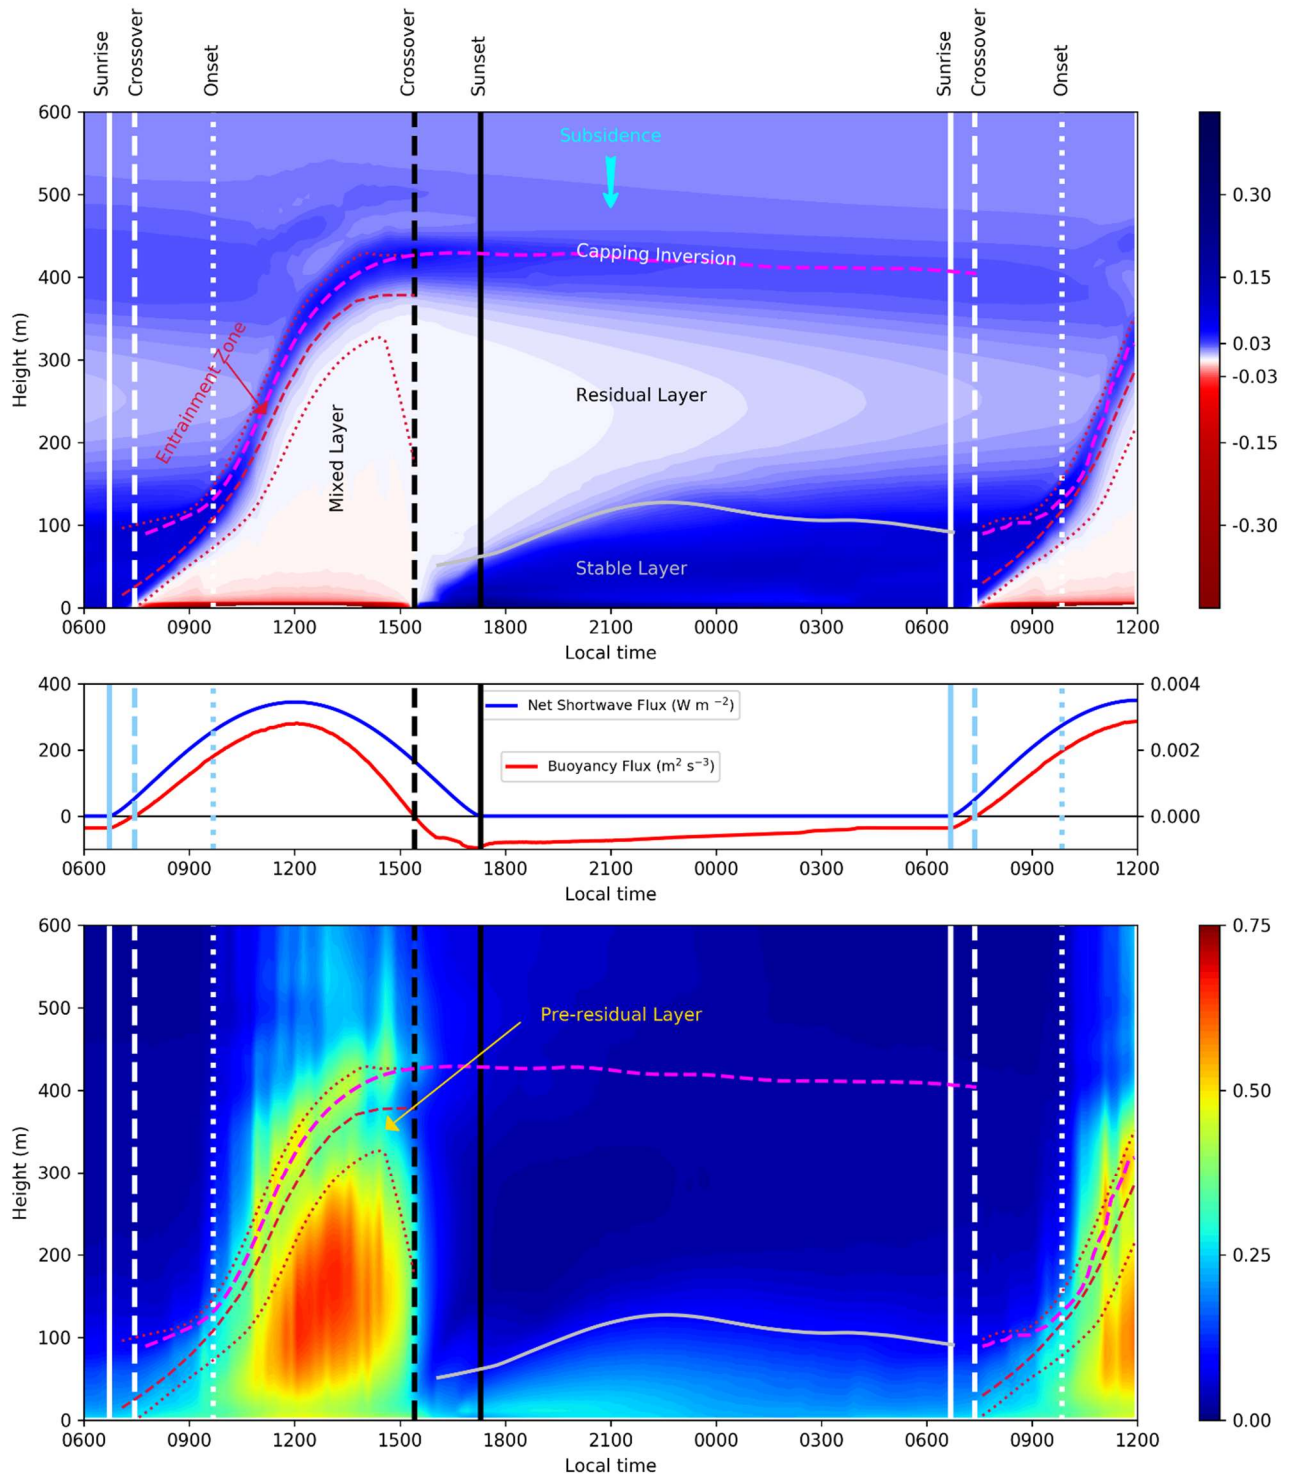 Sunrise
Crossover
Onset
Crossover
Sunset
Sunrise
Crossover
Onset
600
500
400
300
200
100
0
Height (m)
Subsidence
Capping Inversion
Entrainment Zone
Mixed Layer
Residual Layer
Stable Layer
0.30
0.15
0.03
-0.03
-0.15
-0.30
0600 0900 1200 1500 1800 2100 0000 0300 0600 0900 1200
Local time
400
200
0
Net Shortwave Flux (W m −2)
Buoyancy Flux (m2 s−3)
0.004
0.002
0.000
0600 0900 1200 1500 1800 2100 0000 0300 0600 0900 1200
Local time
600
500
400
300
200
100
0
Height (m)
Pre-residual Layer
0.75
0.50
0.25
0.00
0600 0900 1200 1500 1800 2100 0000 0300 0600 0900 1200
Local time